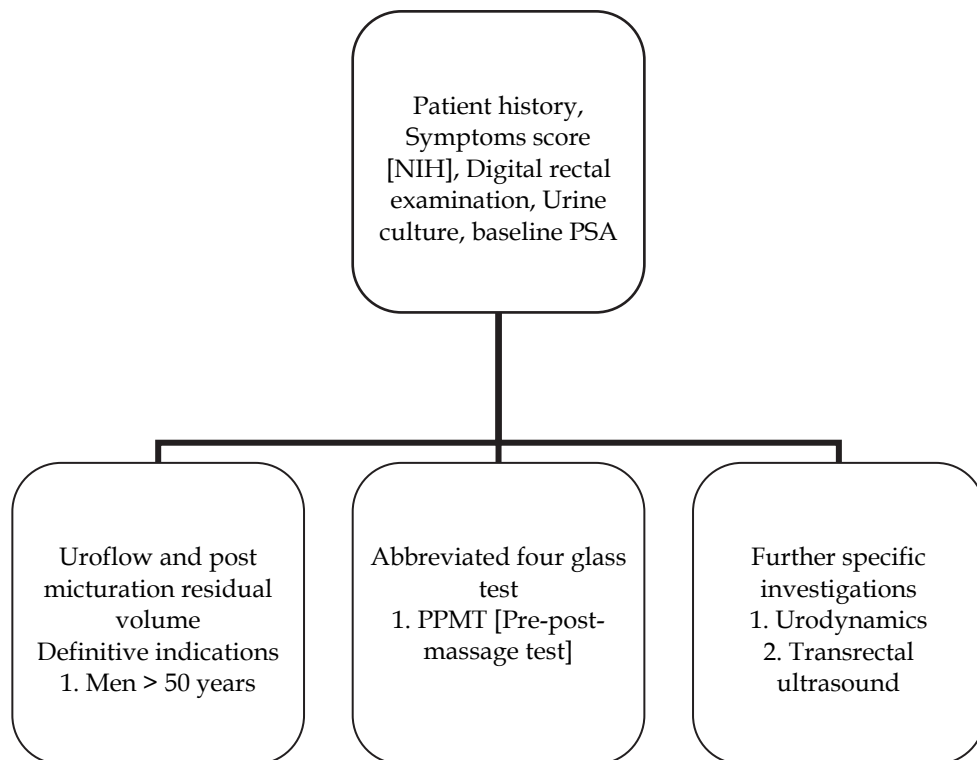 Patient history,
Symptoms score
[NIH], Digital rectal
examination, Urine
culture, baseline PSA
Uroflow and post
micturation residual
volume
Definitive indications
1. Men > 50 years
Abbreviated four glass
test
1. PPMT [Pre-post-
massage test]
Further specific
investigations
1. Urodynamics
2. Transrectal
ultrasound